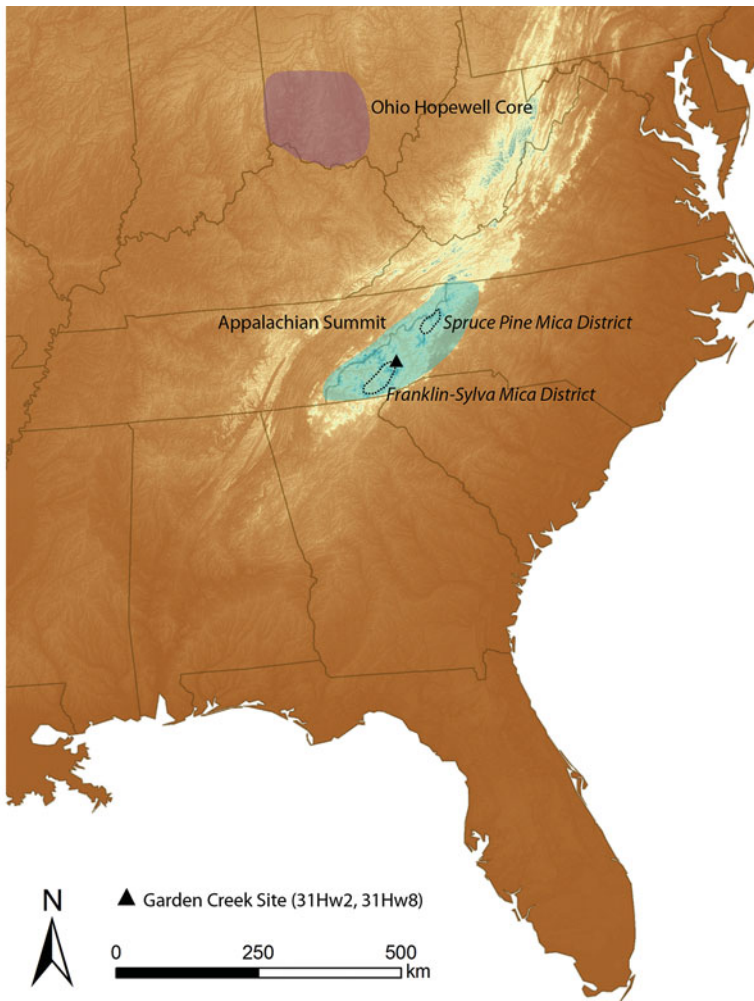 Ohio Hopewell Core
Appalachian Summit
Spruce Pine Mica District
Franklin-Sylva Mica District
N
Garden Creek Site (31Hw2, 31Hw8)
0 250 500
km